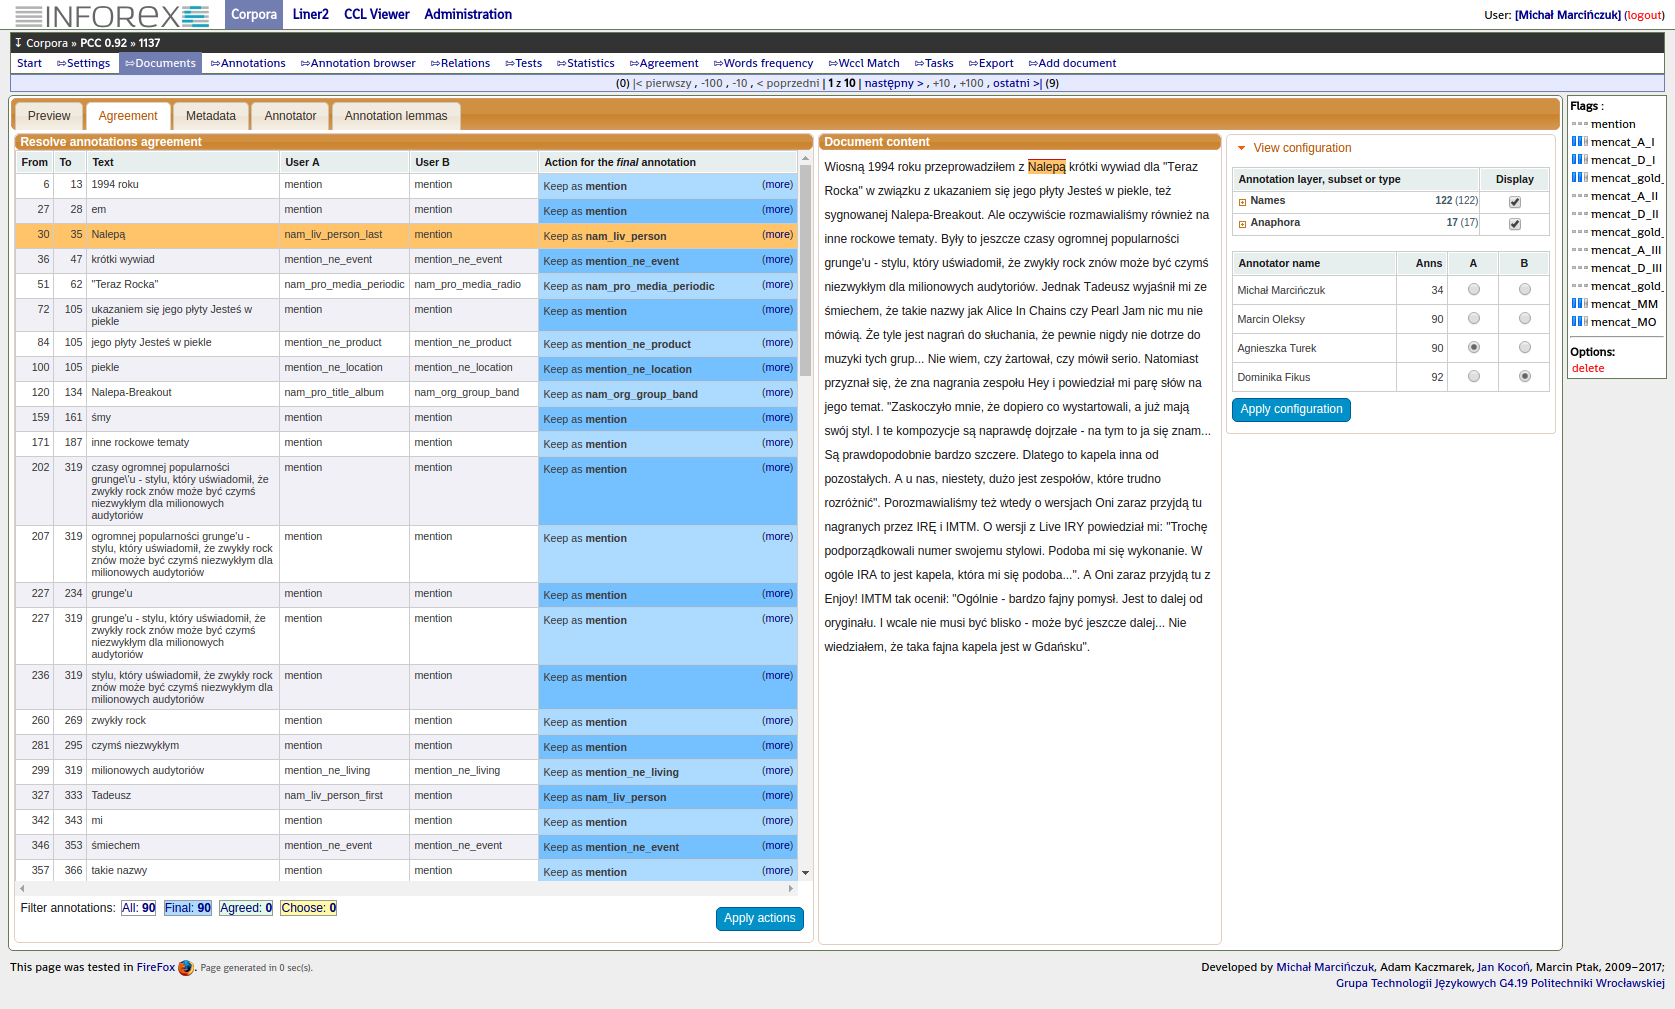 INFOREX Corpora Liner2 CCL Viewer Administration User: [Michał Marcińczuk] (logout)
Corpora » PCC 0.92 » 1137
Start ⇰Settings ⇰Documents ⇰Annotations ⇰Annotation browser ⇰Relations ⇰Tests ⇰Statistics ⇰Agreement ⇰Words frequency ⇰Wccl Match ⇰Tasks ⇰Export ⇰Add document
(0) |< pierwszy , -100 , -10 , < poprzedni | 1 z 10 | następny > , +10 , +100 , ostatni >| (9)
Preview Agreement Metadata Annotator Annotation lemmas
Resolve annotations agreement
From To Text User A User B Action for the final annotation
6 13 1994 roku mention mention Keep as mention (more)
27 28 em mention mention Keep as mention (more)
30 35 Nalepą nam_liv_person_last mention Keep as nam_liv_person (more)
36 47 krótki wywiad mention_ne_event mention_ne_event Keep as mention_ne_event (more)
51 62 "Teraz Rocka" nam_pro_media_periodic nam_pro_media_radio Keep as nam_pro_media_periodic (more)
72 105 ukazaniem się jego płyty Jesteś w mention mention Keep as mention (more)
piekle
84 105 jego płyty Jesteś w piekle mention_ne_product mention_ne_product Keep as mention_ne_product (more)
100 105 piekle mention_ne_location mention_ne_location Keep as mention_ne_location (more)
120 134 Nalepa-Breakout nam_pro_title_album nam_org_group_band Keep as nam_org_group_band (more)
159 161 śmy mention mention Keep as mention (more)
171 187 inne rockowe tematy mention mention Keep as mention (more)
202 319 czasy ogromnej popularności mention mention Keep as mention (more)
grunge\'u - stylu, który uświadomił, że
zwykły rock znów może być czymś
niezwykłym dla milionowych
audytoriów
207 319 ogromnej popularności grunge'u - mention mention Keep as mention (more)
stylu, który uświadomił, że zwykły rock
znów może być czymś niezwykłym dla
milionowych audytoriów
227 234 grunge'u mention mention Keep as mention (more)
227 319 grunge'u - stylu, który uświadomił, że mention mention Keep as mention (more)
zwykły rock znów może być czymś
niezwykłym dla milionowych
audytoriów
236 319 stylu, który uświadomił, że zwykły rock mention mention Keep as mention (more)
znów może być czymś niezwykłym dla
milionowych audytoriów
260 269 zwykły rock mention mention Keep as mention (more)
281 295 czymś niezwykłym mention mention Keep as mention (more)
299 319 milionowych audytoriów mention_ne_living mention_ne_living Keep as mention_ne_living (more)
327 333 Tadeusz nam_liv_person_first mention Keep as nam_liv_person (more)
342 343 mi mention mention Keep as mention (more)
346 353 śmiechem mention_ne_event mention_ne_event Keep as mention_ne_event (more)
357 366 takie nazwy mention mention Keep as mention (more)
Filter annotations: All: 90 Final: 90 Agreed: 0 Choose: 0
Apply actions
Document content
Wiosną 1994 roku przeprowadziłem z Nalepą krótki wywiad dla "Teraz
Rocka" w związku z ukazaniem się jego płyty Jesteś w piekle, też
sygnowanej Nalepa-Breakout. Ale oczywiście rozmawialiśmy również na
inne rockowe tematy. Były to jeszcze czasy ogromnej popularności
grunge'u - stylu, który uświadomił, że zwykły rock znów może być czymś
niezwykłym dla milionowych audytoriów. Jednak Tadeusz wyjaśnił mi ze
śmiechem, że takie nazwy jak Alice In Chains czy Pearl Jam nic mu nie
mówią. Że tyle jest nagrań do słuchania, że pewnie nigdy nie dotrze do
muzyki tych grup... Nie wiem, czy żartował, czy mówił serio. Natomiast
przyznał się, że zna nagrania zespołu Hey i powiedział mi parę słów na
jego temat. "Zaskoczyło mnie, że dopiero co wystartowali, a już mają
swój styl. I te kompozycje są naprawdę dojrzałe - na tym to ja się znam...
Są prawdopodobnie bardzo szczere. Dlatego to kapela inna od
pozostałych. A u nas, niestety, dużo jest zespołów, które trudno
rozróżnić". Porozmawialiśmy też wtedy o wersjach Oni zaraz przyjdą tu
nagranych przez IRĘ i IMTM. O wersji z Live IRY powiedział mi: "Trochę
podporządkowali numer swojemu stylowi. Podoba mi się wykonanie. W
ogóle IRA to jest kapela, która mi się podoba...". A Oni zaraz przyjdą tu z
Enjoy! IMTM tak ocenił: "Ogólnie - bardzo fajny pomysł. Jest to dalej od
oryginału. I wcale nie musi być blisko - może być jeszcze dalej... Nie
wiedziałem, że taka fajna kapela jest w Gdańsku".
View configuration
Annotation layer, subset or type Display
Names 122 (122)
Anaphora 17 (17)
Annotator name Anns A B
Michał Marcińczuk 34
Marcin Oleksy 90
Agnieszka Turek 90
Dominika Fikus 92
Apply configuration
Flags :
mention
mencat_A_I
mencat_D_I
mencat_gold_
mencat_A_II
mencat_D_II
mencat_gold_
mencat_A_III
mencat_D_III
mencat_gold_
mencat_MM
mencat_MO
Options:
delete
This page was tested in FireFox . Page generated in 0 sec(s).
Developed by Michał Marcińczuk, Adam Kaczmarek, Jan Kocoń, Marcin Ptak, 2009–2017;
Grupa Technologii Językowych G4.19 Politechniki Wrocławskiej